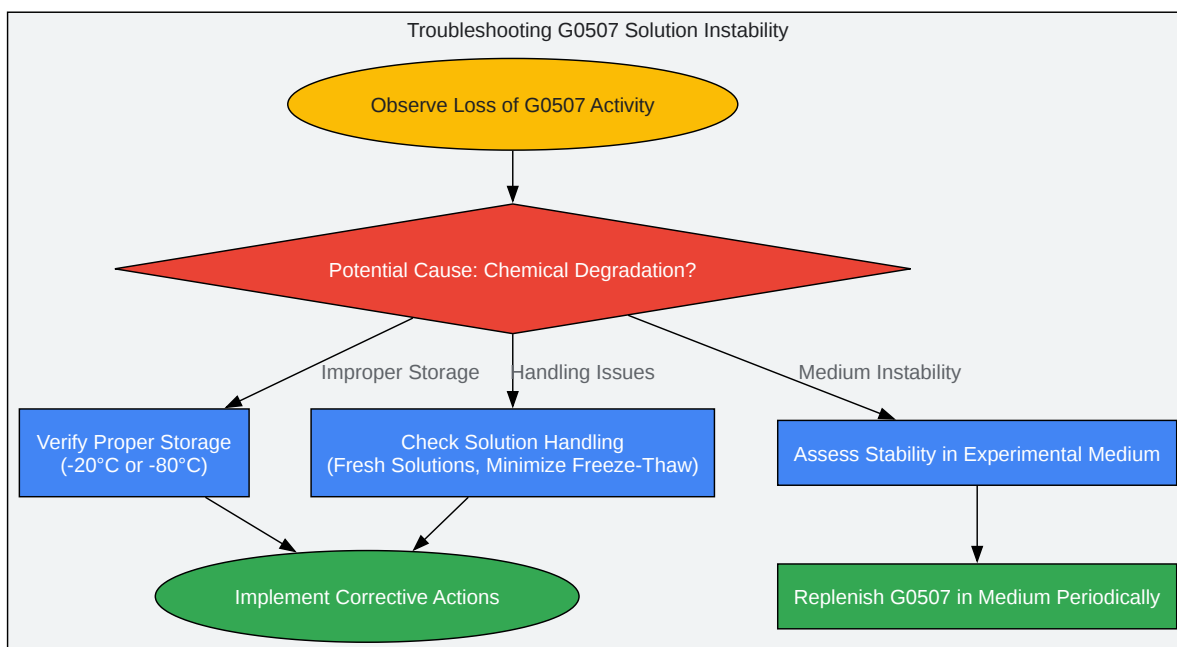 Troubleshooting G0507 Solution Instability
Observe Loss of G0507 Activity
Potential Cause: Chemical Degradation?
Improper Storage
Handling Issues
Medium Instability
Verify Proper Storage
(-20°C or -80°C)
Check Solution Handling
(Fresh Solutions, Minimize Freeze-Thaw)
Assess Stability in Experimental Medium
Implement Corrective Actions
Replenish G0507 in Medium Periodically